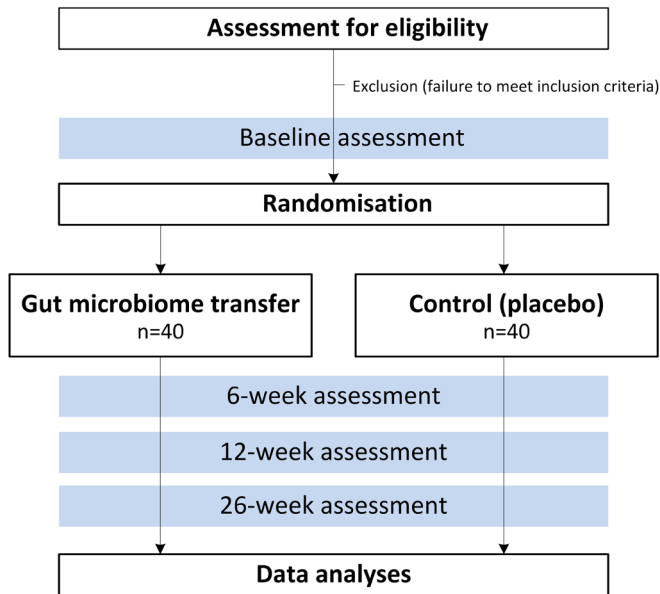 Assessment for eligibility
Exclusion (failure to meet inclusion criteria)
Baseline assessment
Randomisation
Gut microbiome transfer
n=40
Control (placebo)
n=40
6-week assessment
12-week assessment
26-week assessment
Data analyses